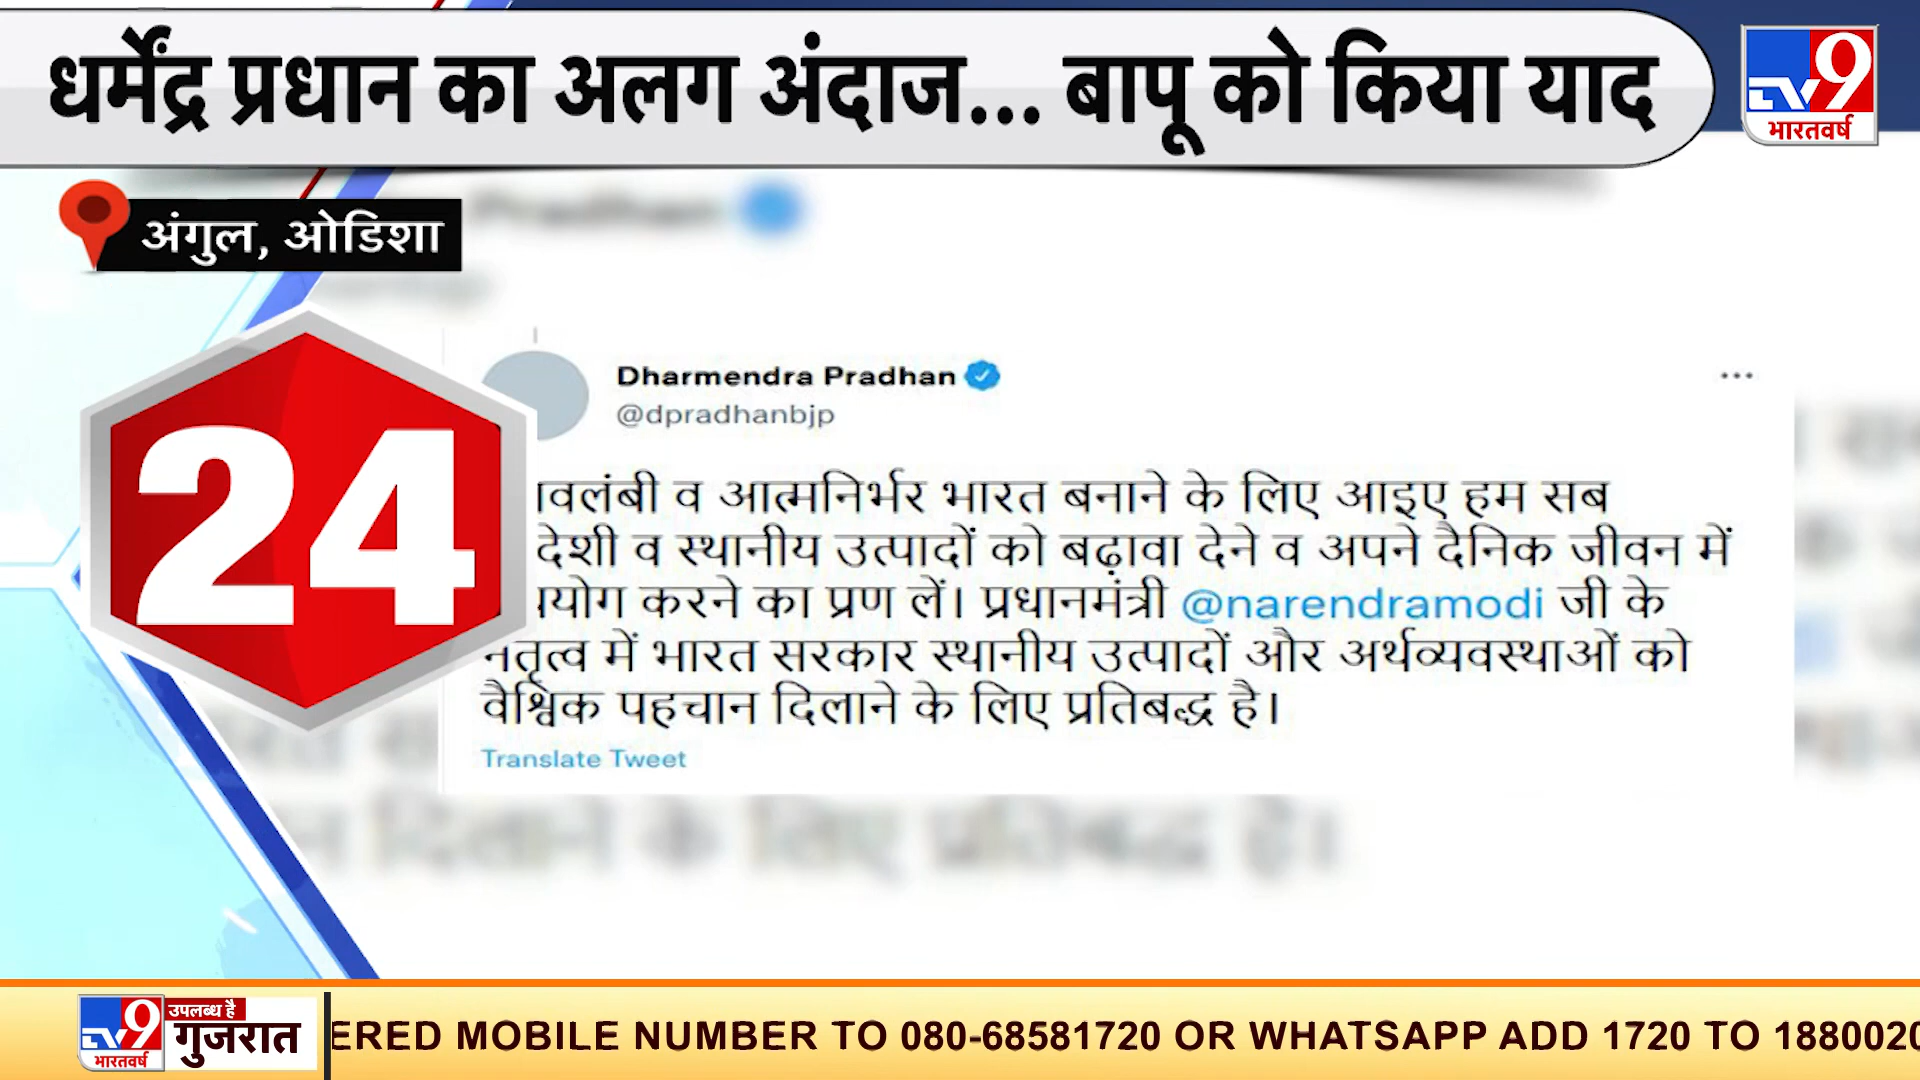 धर्मेंद्र प्रधान का अलग अंदाज... बापू को किया याद
TV9
भारतवर्ष
अंगुल, ओडिशा
24
Dharmendra Pradhan
@dpradhanbjp
व आत्मनिर्भर भारत बनाने के लिए आइए हम सब
व स्थानीय उत्पादों को बढ़ावा देने व अपने दैनिक जीवन में
करने का प्रण लें। प्रधानमंत्री @narendramodi जी के
नेतृत्व में भारत सरकार स्थानीय उत्पादों और अर्थव्यवस्थाओं को
वैश्विक पहचान दिलाने के लिए प्रतिबद्ध है।
Translate Tweet
TV9
भारतवर्ष
उपलब्ध है
गुजरात
ERED MOBILE NUMBER TO 080-68581720 OR WHATSAPP ADD 1720 TO 1880020